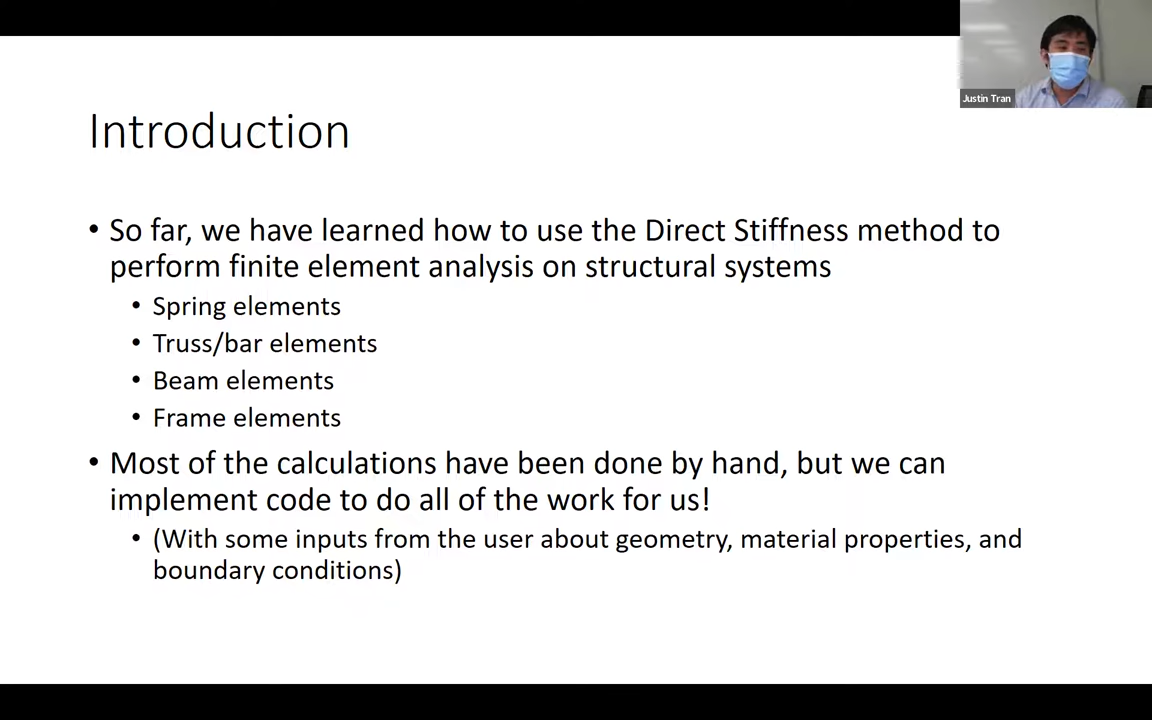 Justin Tran
Introduction
• So far, we have learned how to use the Direct Stiffness method to
perform finite element analysis on structural systems
• Spring elements
• Truss/bar elements
• Beam elements
• Frame elements
• Most of the calculations have been done by hand, but we can
implement code to do all of the work for us!
• (With some inputs from the user about geometry, material properties, and
boundary conditions)